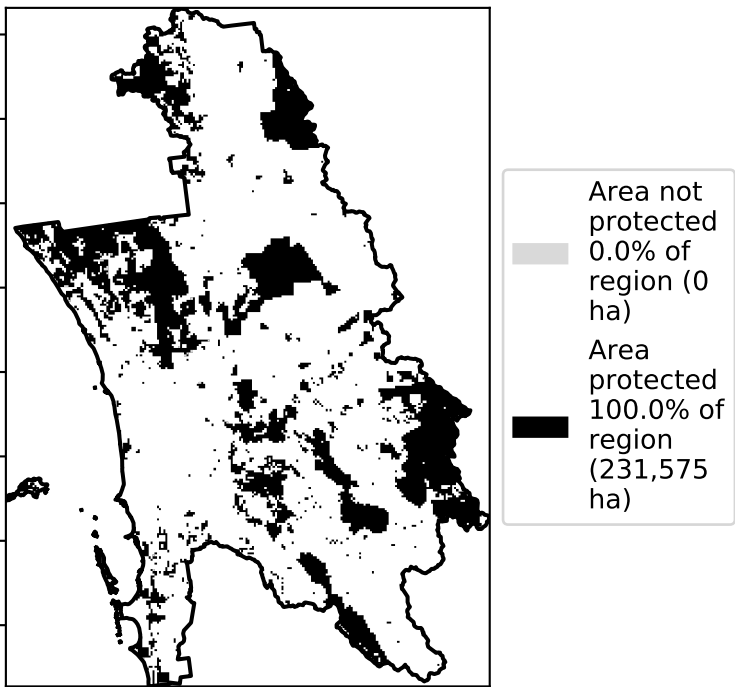 Area not
protected
0.0% of
region (0
ha)
Area
protected
100.0% of
region
(231,575
ha)